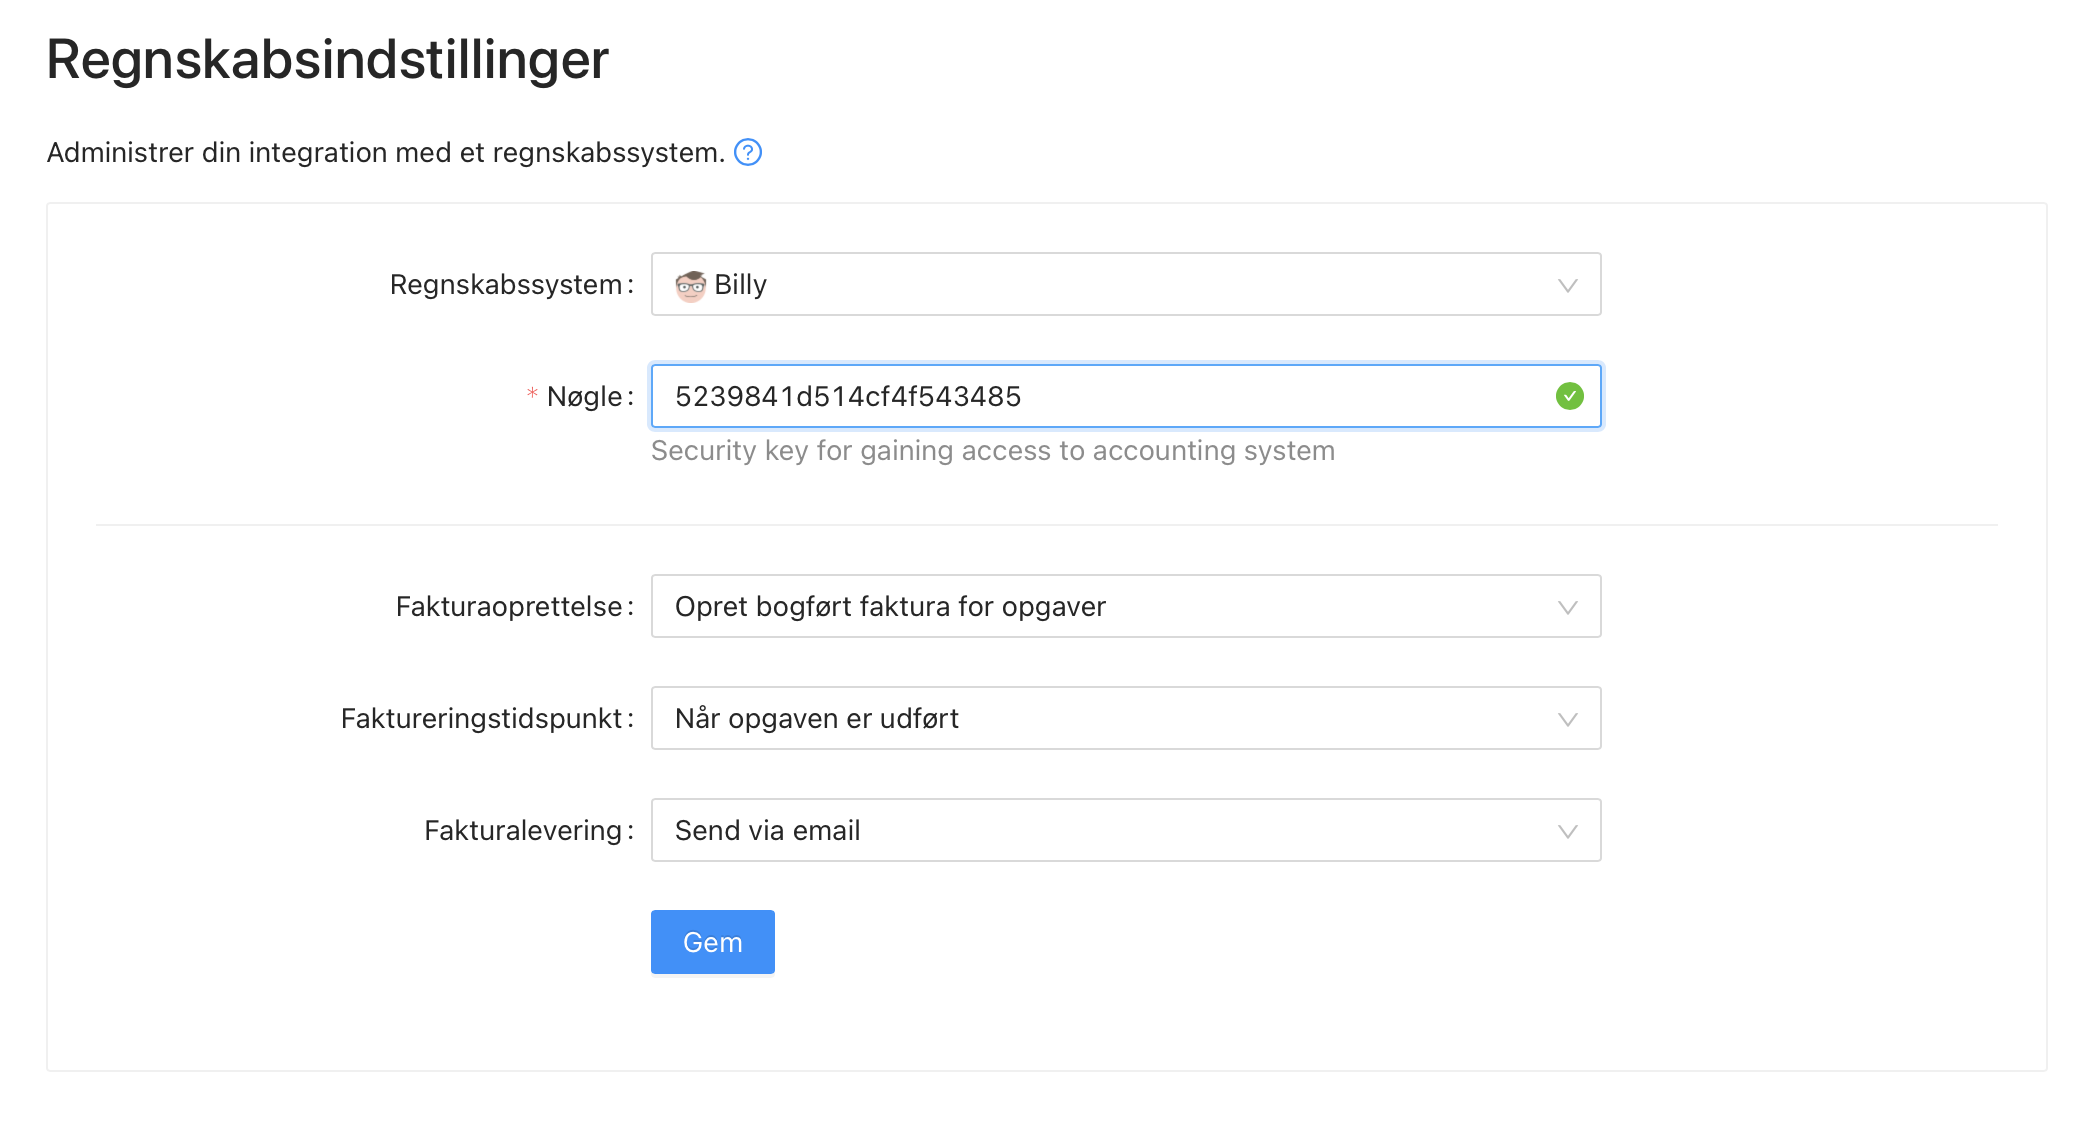 Regnskabsindstillinger
Administrer din integration med et regnskabssystem. ?
Regnskabssystem: Billy
* Nøgle: 5239841d514cf4f543485
Security key for gaining access to accounting system
Fakturaoprettelse: Opret bogført faktura for opgaver
Faktureringstidspunkt: Når opgaven er udført
Fakturalevering: Send via email
Gem